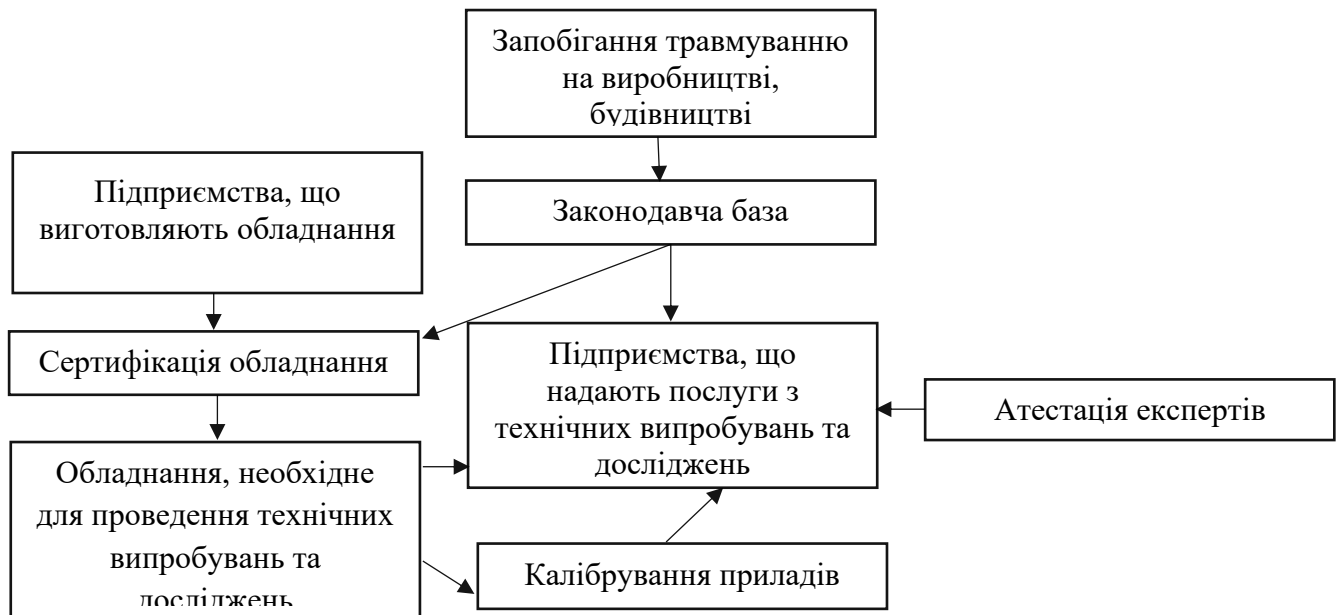 Запобігання травмуванню
на виробництві,
будівництві
Підприємства, що
виготовляють обладнання
Законодавча база
Сертифікація обладнання
Підприємства, що
надають послуги з
технічних випробувань та
досліджень
Атестація експертів
Обладнання, необхідне
для проведення технічних
випробувань та
досліджень
Калібрування приладів